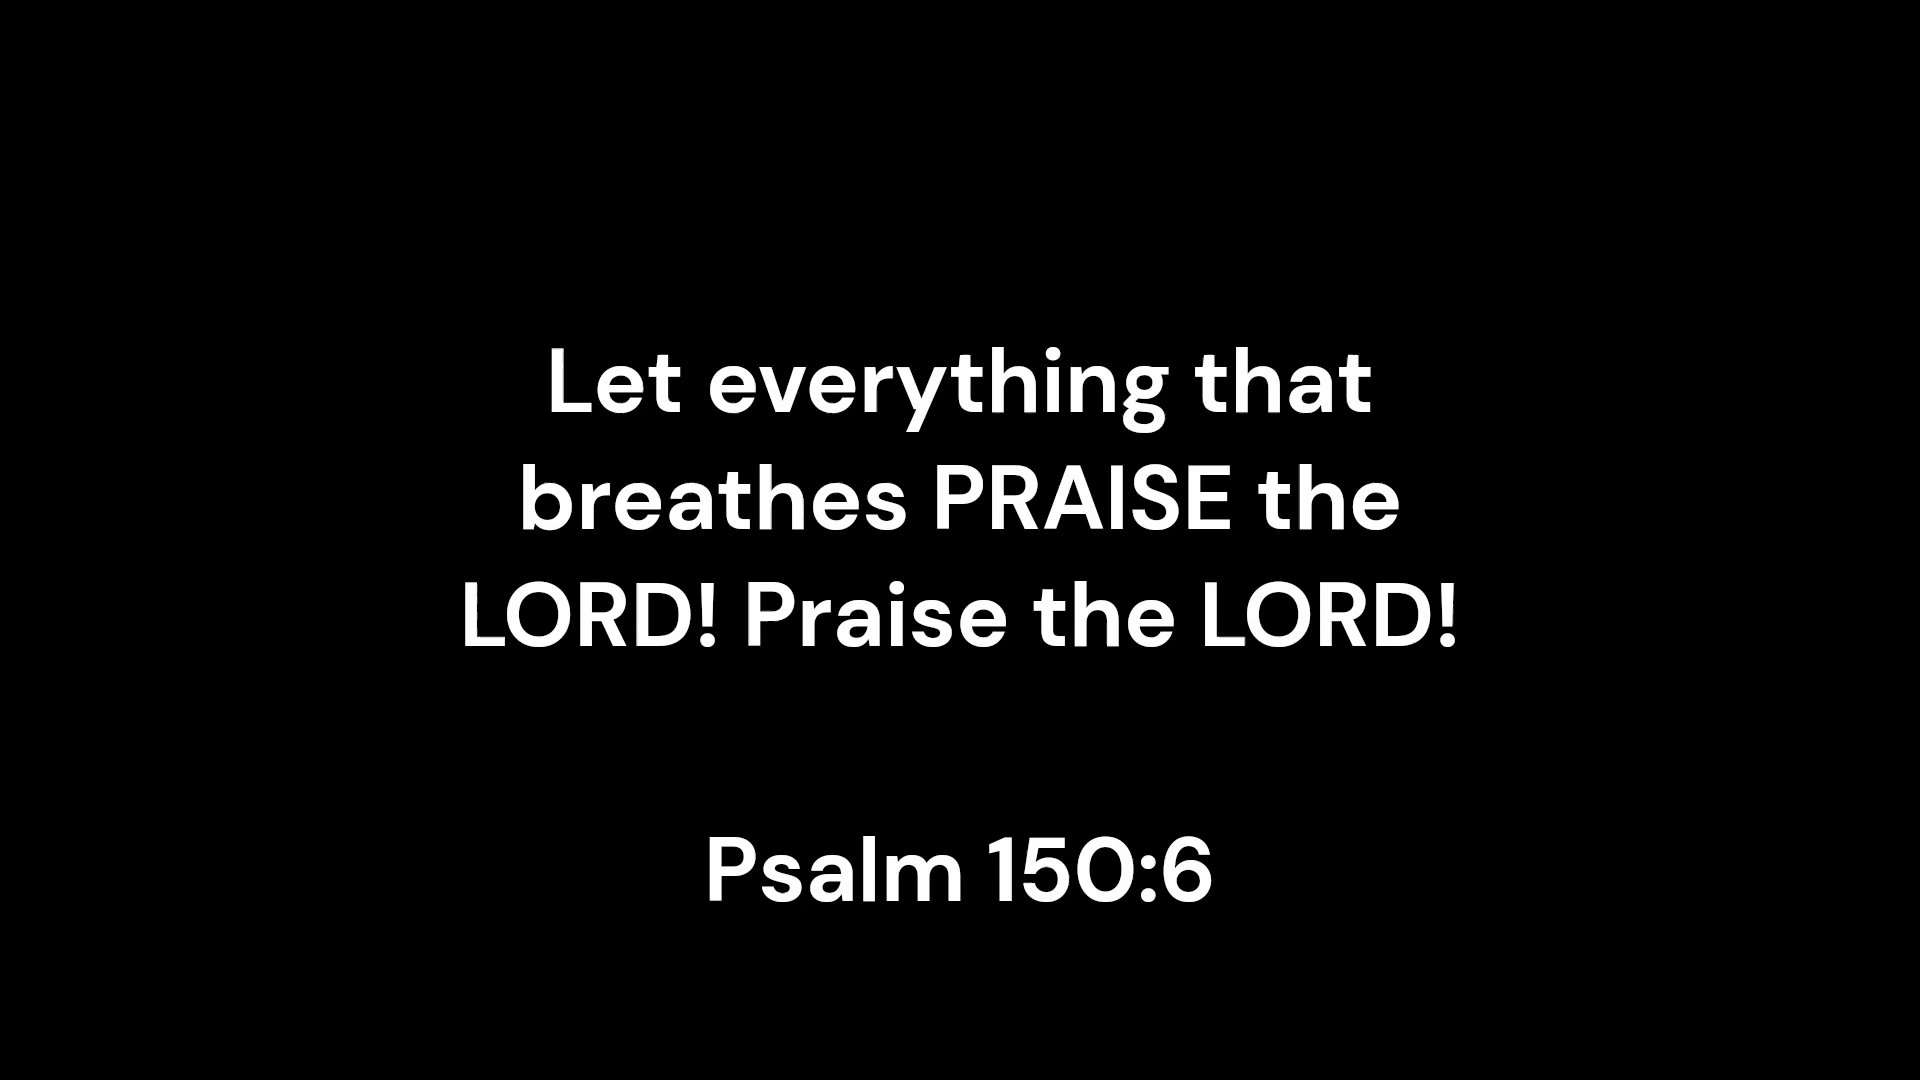 Let everything that
breathes PRAISE the
LORD! Praise the LORD!
Psalm 150:6